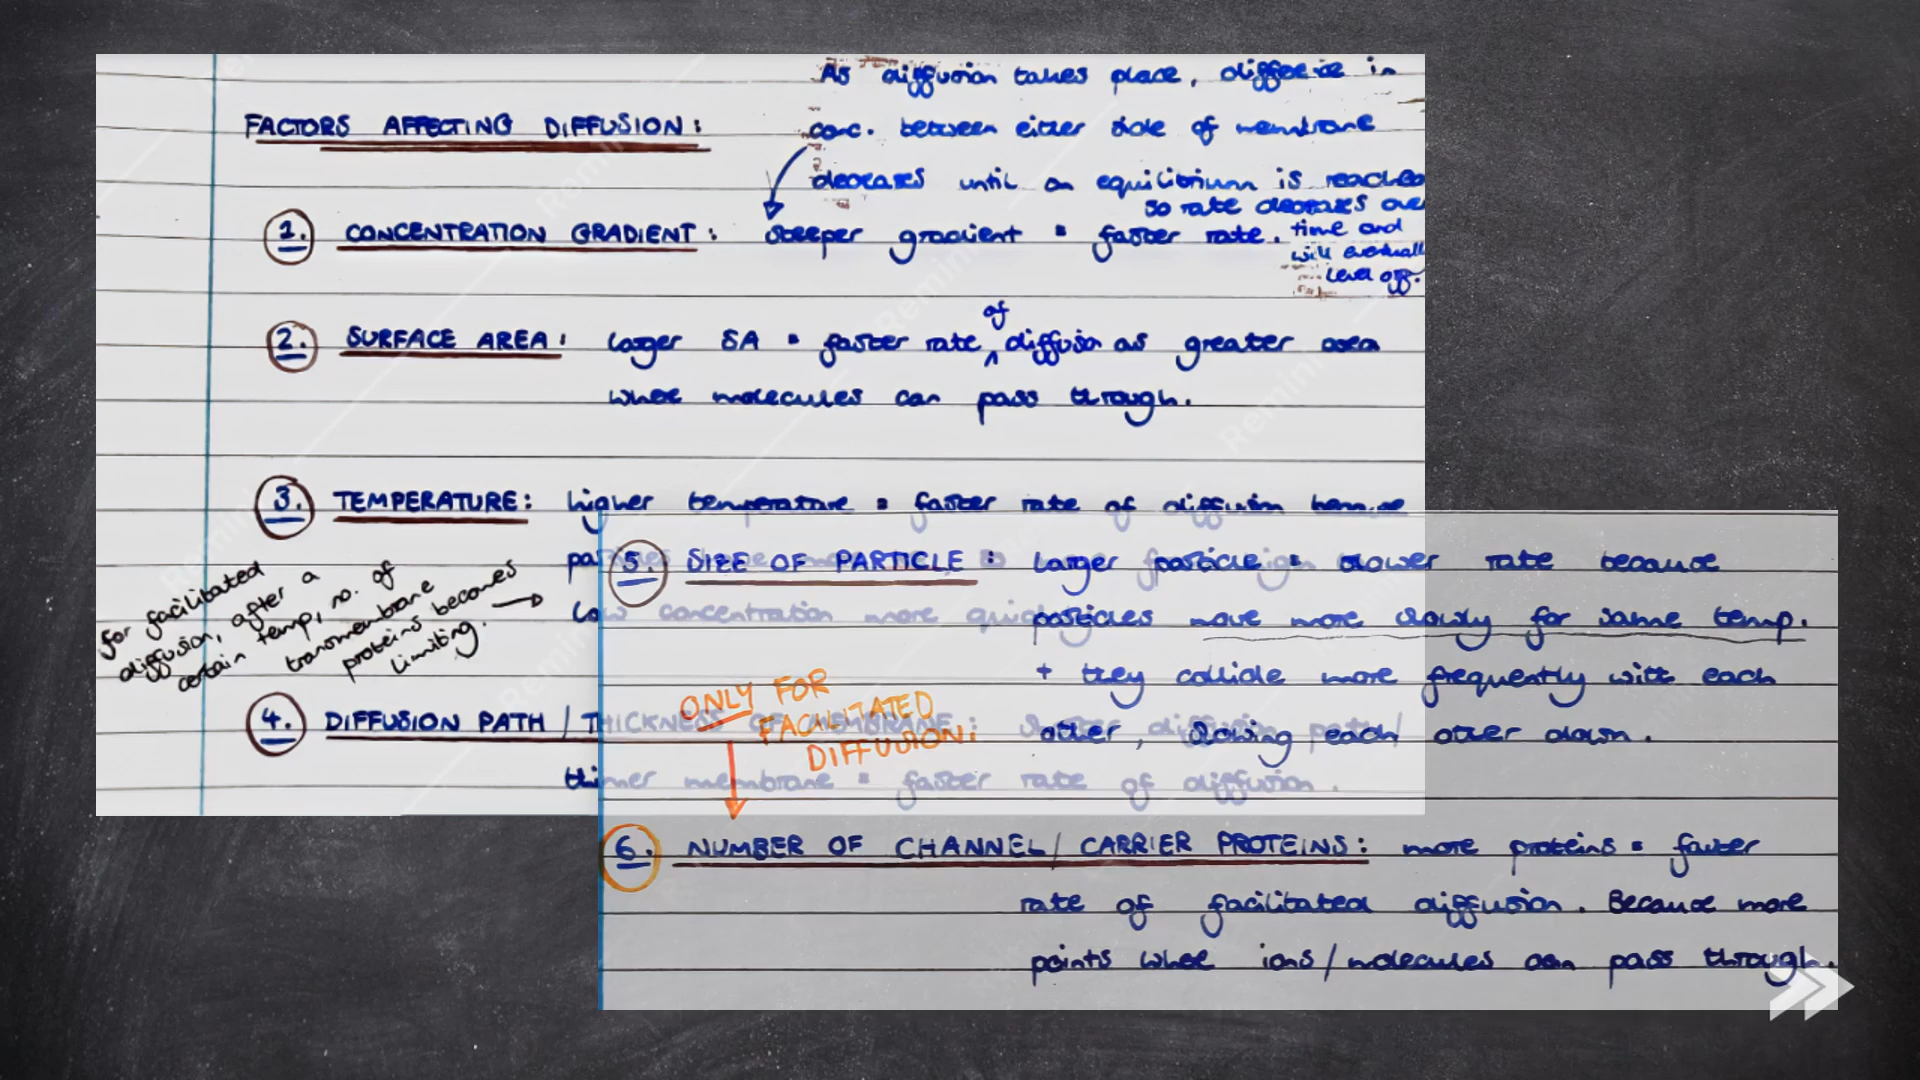 As diffusion takes place, difference in
FACTORS AFFECTING DIFFUSION:
conc. between either side of membrane
decreases until an equilibrium is reached
so rate decreases over
1. CONCENTRATION GRADIENT: steeper gradient = faster rate. time and
will eventually
level off.
of
2. SURFACE AREA: larger SA = faster rate ^ diffusion as greater area
where molecules can pass through.
3. TEMPERATURE: higher temperature = faster rate of diffusion because
for facilitated
diffusion, after a
certain temp, no. of
transmembrane
proteins becomes
limiting.
low concentration more quickly
4. DIFFUSION PATH / THICKNESS OF MEMBRANE: shorter diffusion path/
thinner membrane = faster rate of diffusion.
5. SIZE OF PARTICLE: larger particle = slower rate because
particles move more slowly for same temp.
+ they collide more frequently with each
other, slowing each other down.
ONLY FOR
FACILITATED
DIFFUSION:
6. NUMBER OF CHANNEL/CARRIER PROTEINS: more proteins = faster
rate of facilitated diffusion. Because more
points where ions/molecules can pass through.